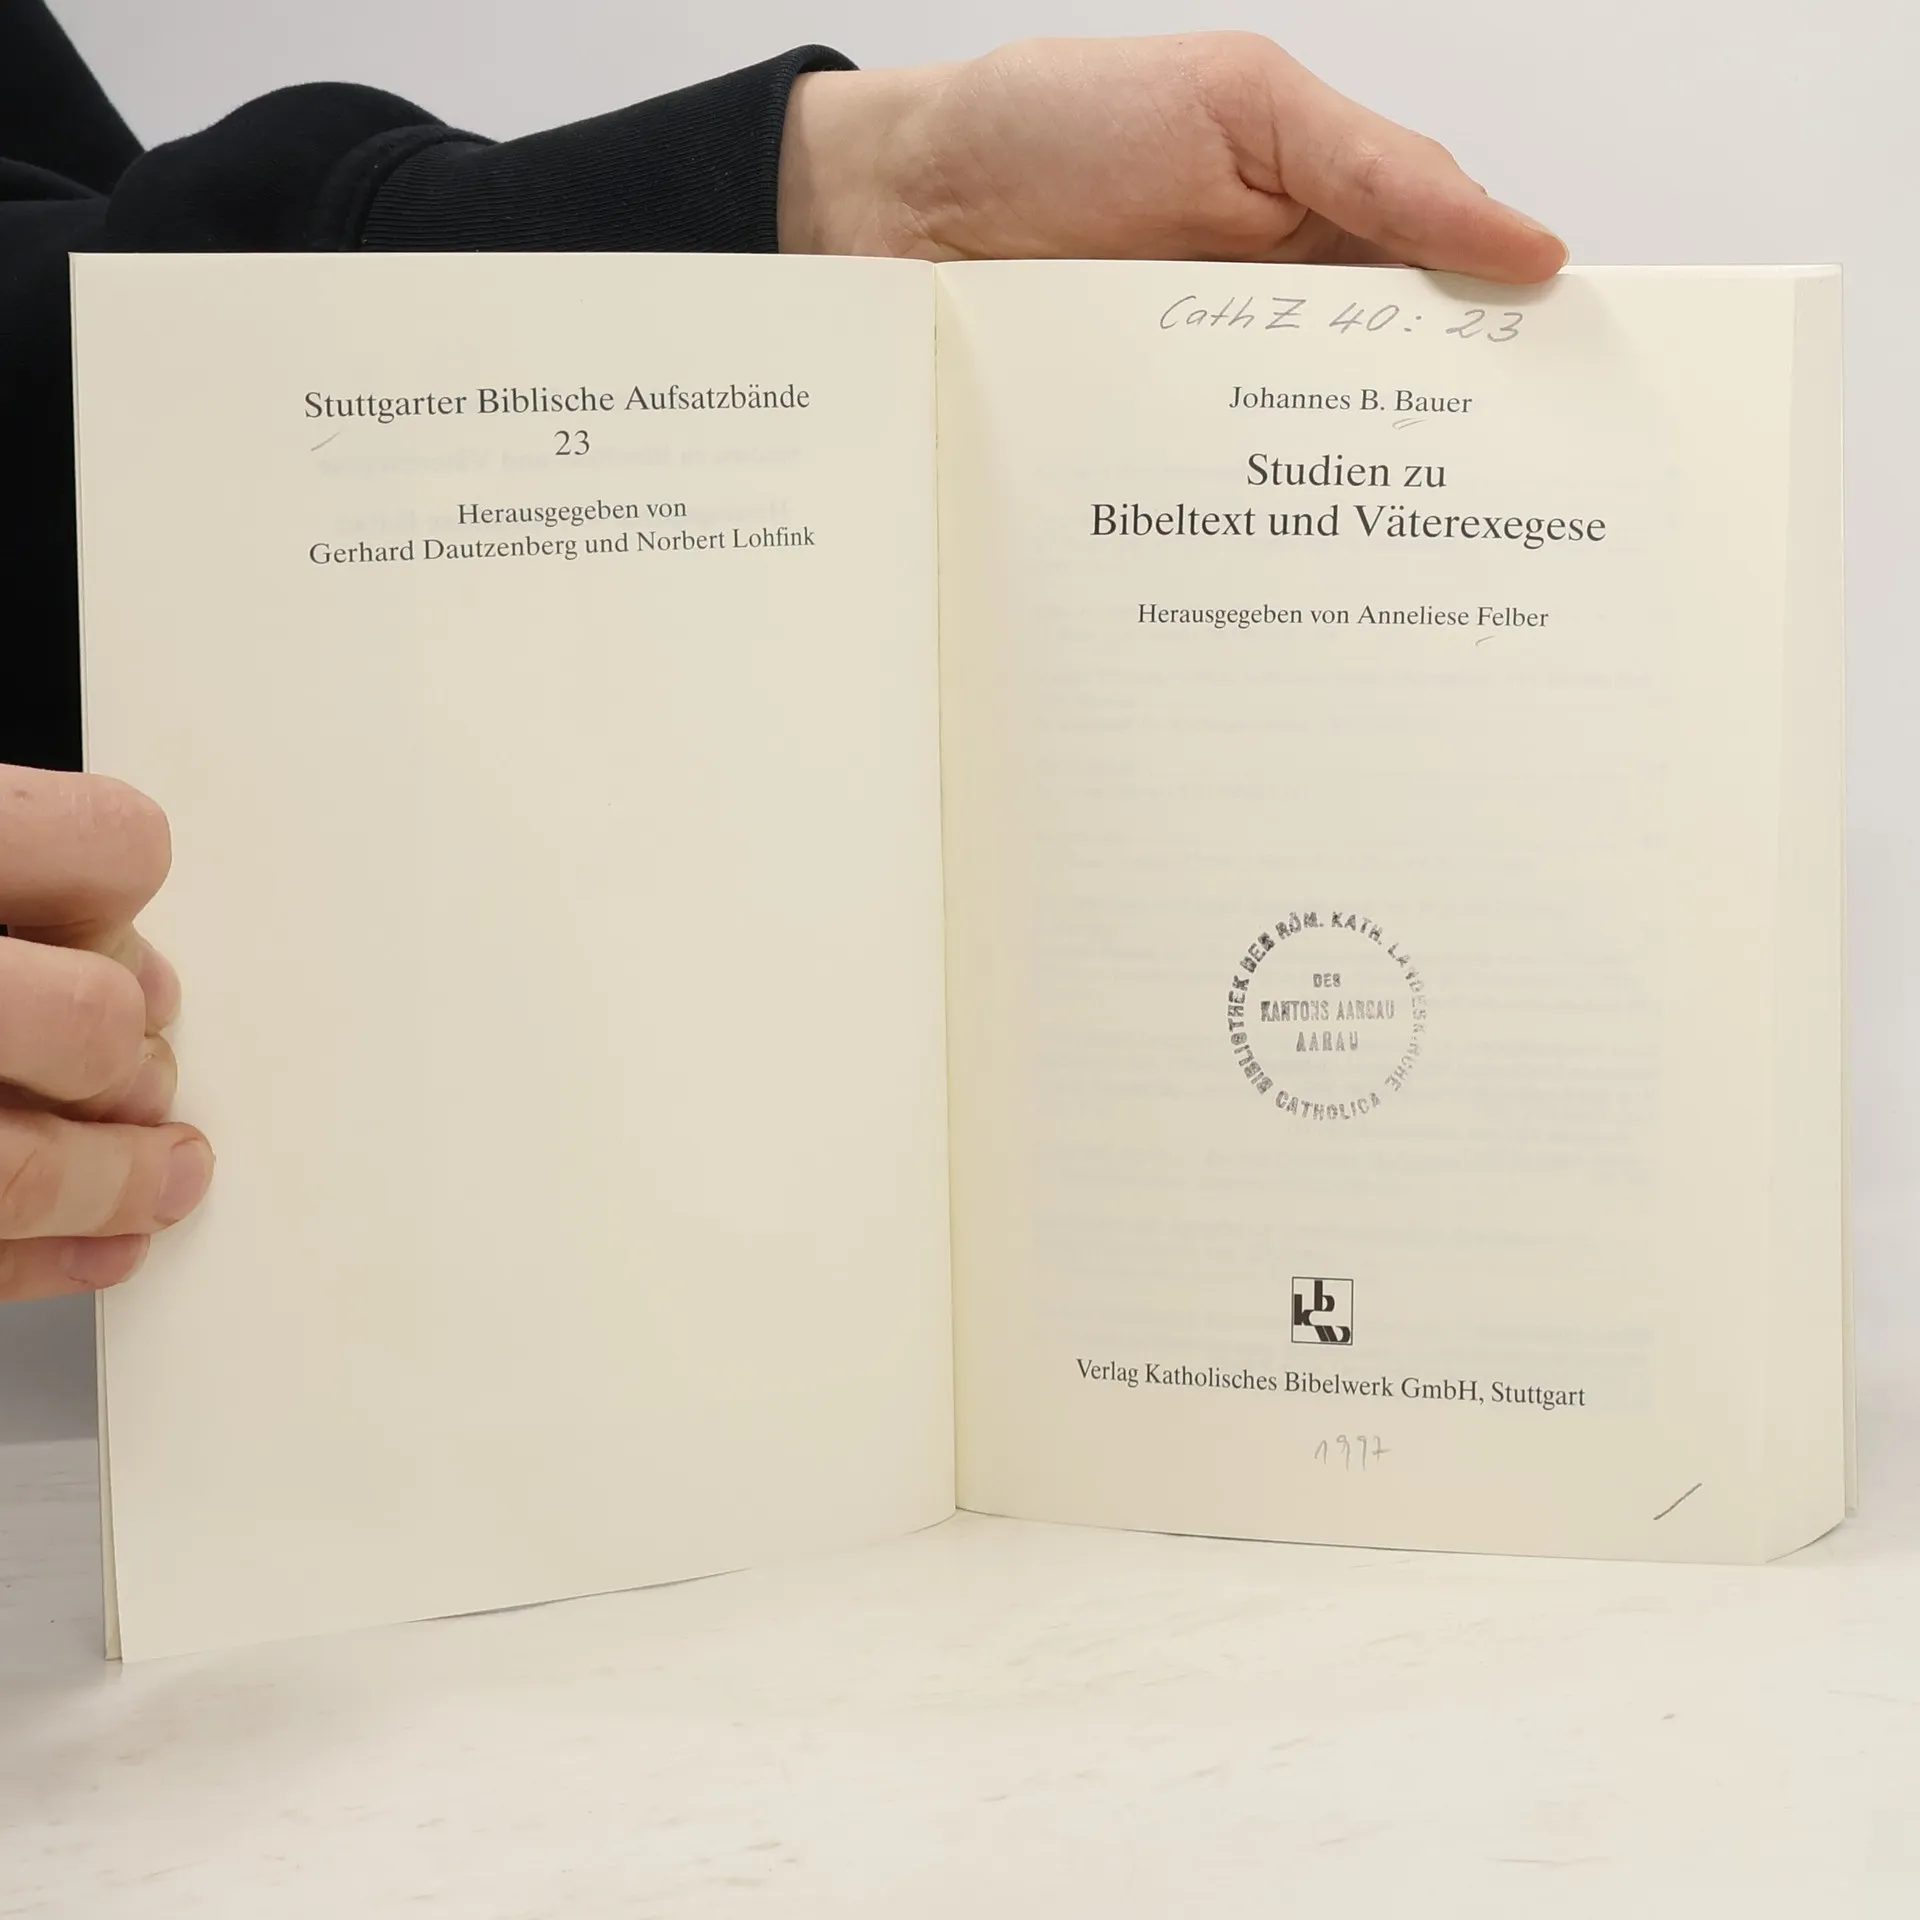 Stuttgarter Biblische Aufsatzbände
23
Herausgegeben von
Gerhard Dautzenberg und Norbert Lohfink
CathZ 40: 23
Johannes B. Bauer
Studien zu
Bibeltext und Väterexegese
Herausgegeben von Anneliese Felber
BIBLIOTHEK DER RÖM. KATH. LANDESKIRCHE
DES
KANTONS AARGAU
AARAU
CATHOLICA
kbw
Verlag Katholisches Bibelwerk GmbH, Stuttgart
1997